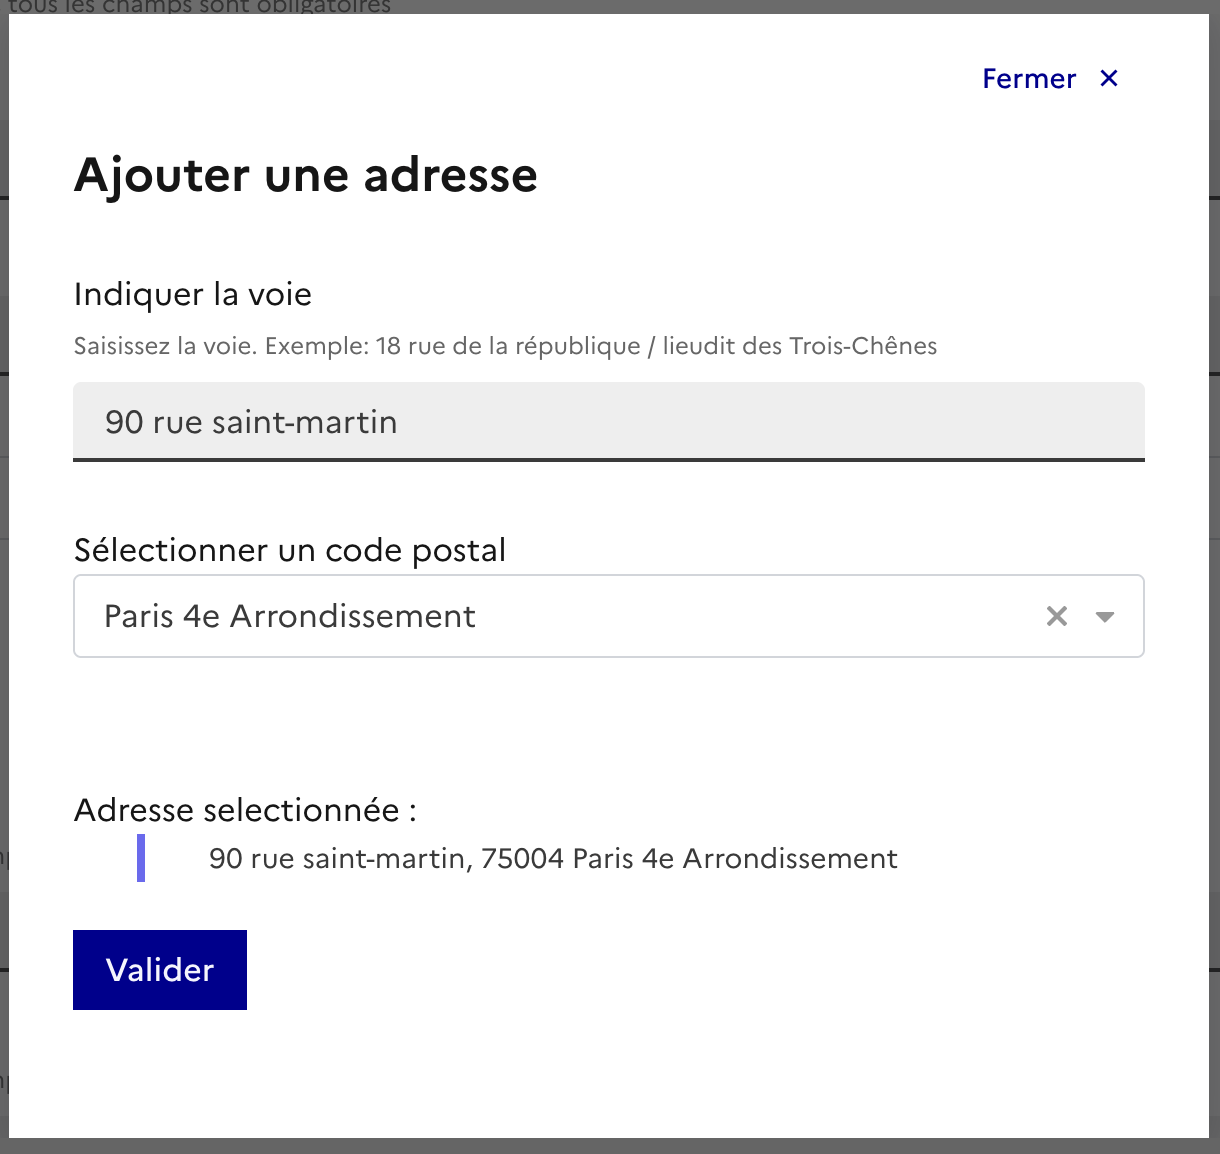 tous les champs sont obligatoires
Fermer ×
Ajouter une adresse
Indiquer la voie
Saisissez la voie. Exemple: 18 rue de la république / lieudit des Trois-Chênes
90 rue saint-martin
Sélectionner un code postal
Paris 4e Arrondissement
Adresse selectionnée :
90 rue saint-martin, 75004 Paris 4e Arrondissement
Valider